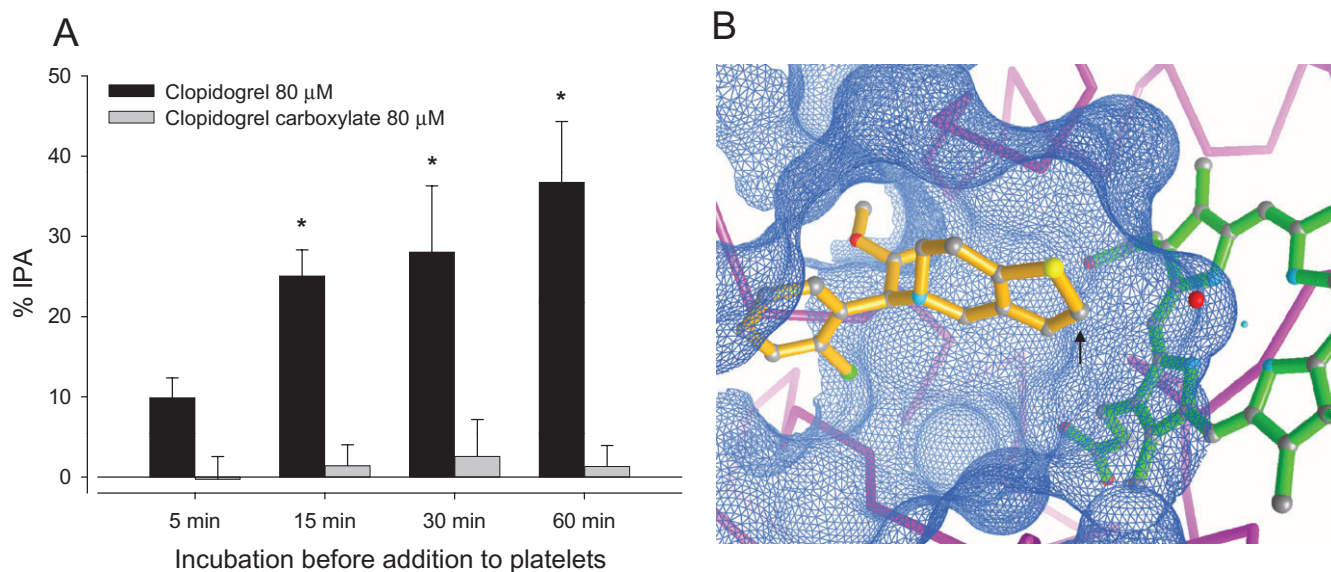 A
B
50
40
30
20
10
0
% IPA
Clopidogrel 80 μM
Clopidogrel carboxylate 80 μM
*
*
*
5 min 15 min 30 min 60 min
Incubation before addition to platelets